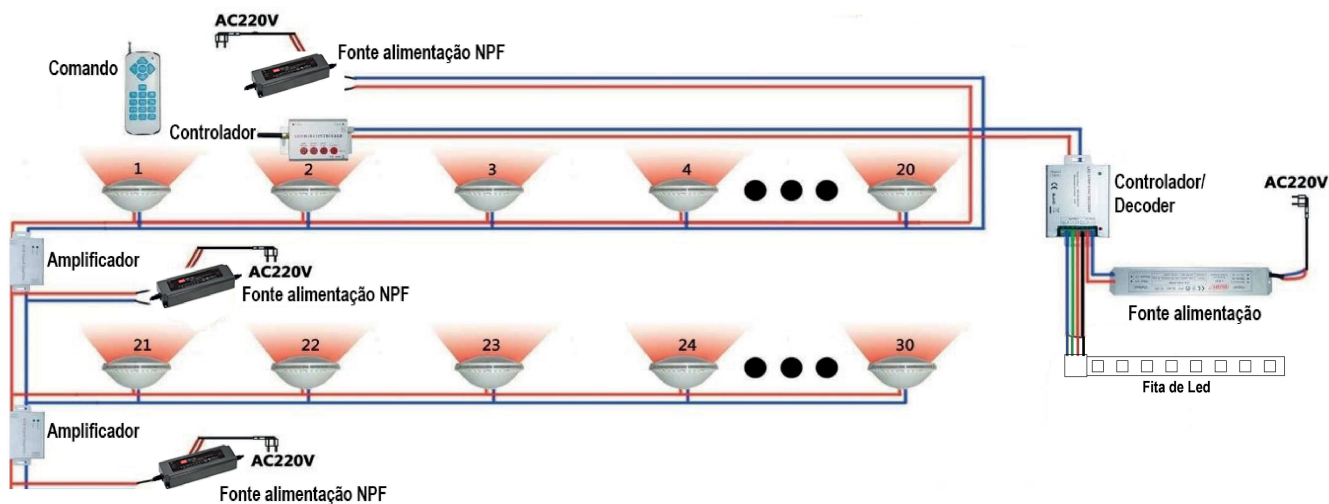 AC220V
Fonte alimentação NPF
Comando
Controlador
1
2
3
4
20
Controlador/
Decoder
AC220V
Amplificador
AC220V
Fonte alimentação NPF
Fonte alimentação
21
22
23
24
30
Fita de Led
Amplificador
AC220V
Fonte alimentação NPF